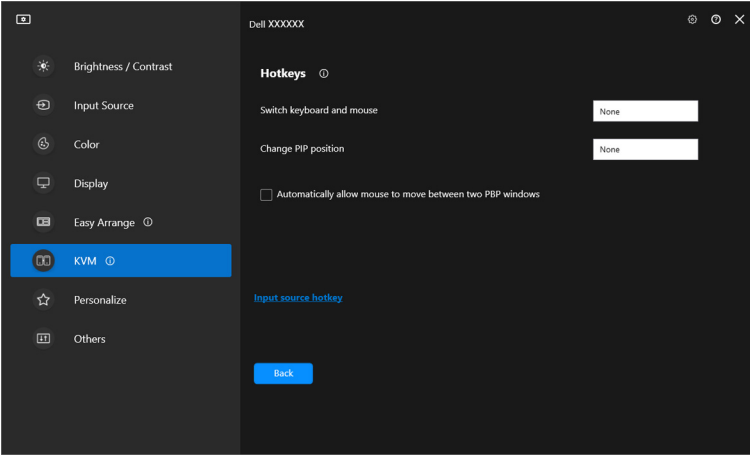 Dell XXXXXX
Brightness / Contrast
Input Source
Color
Display
Easy Arrange
KVM
Personalize
Others
Hotkeys
Switch keyboard and mouse
None
Change PIP position
None
Automatically allow mouse to move between two PBP windows
Input source hotkey
Back